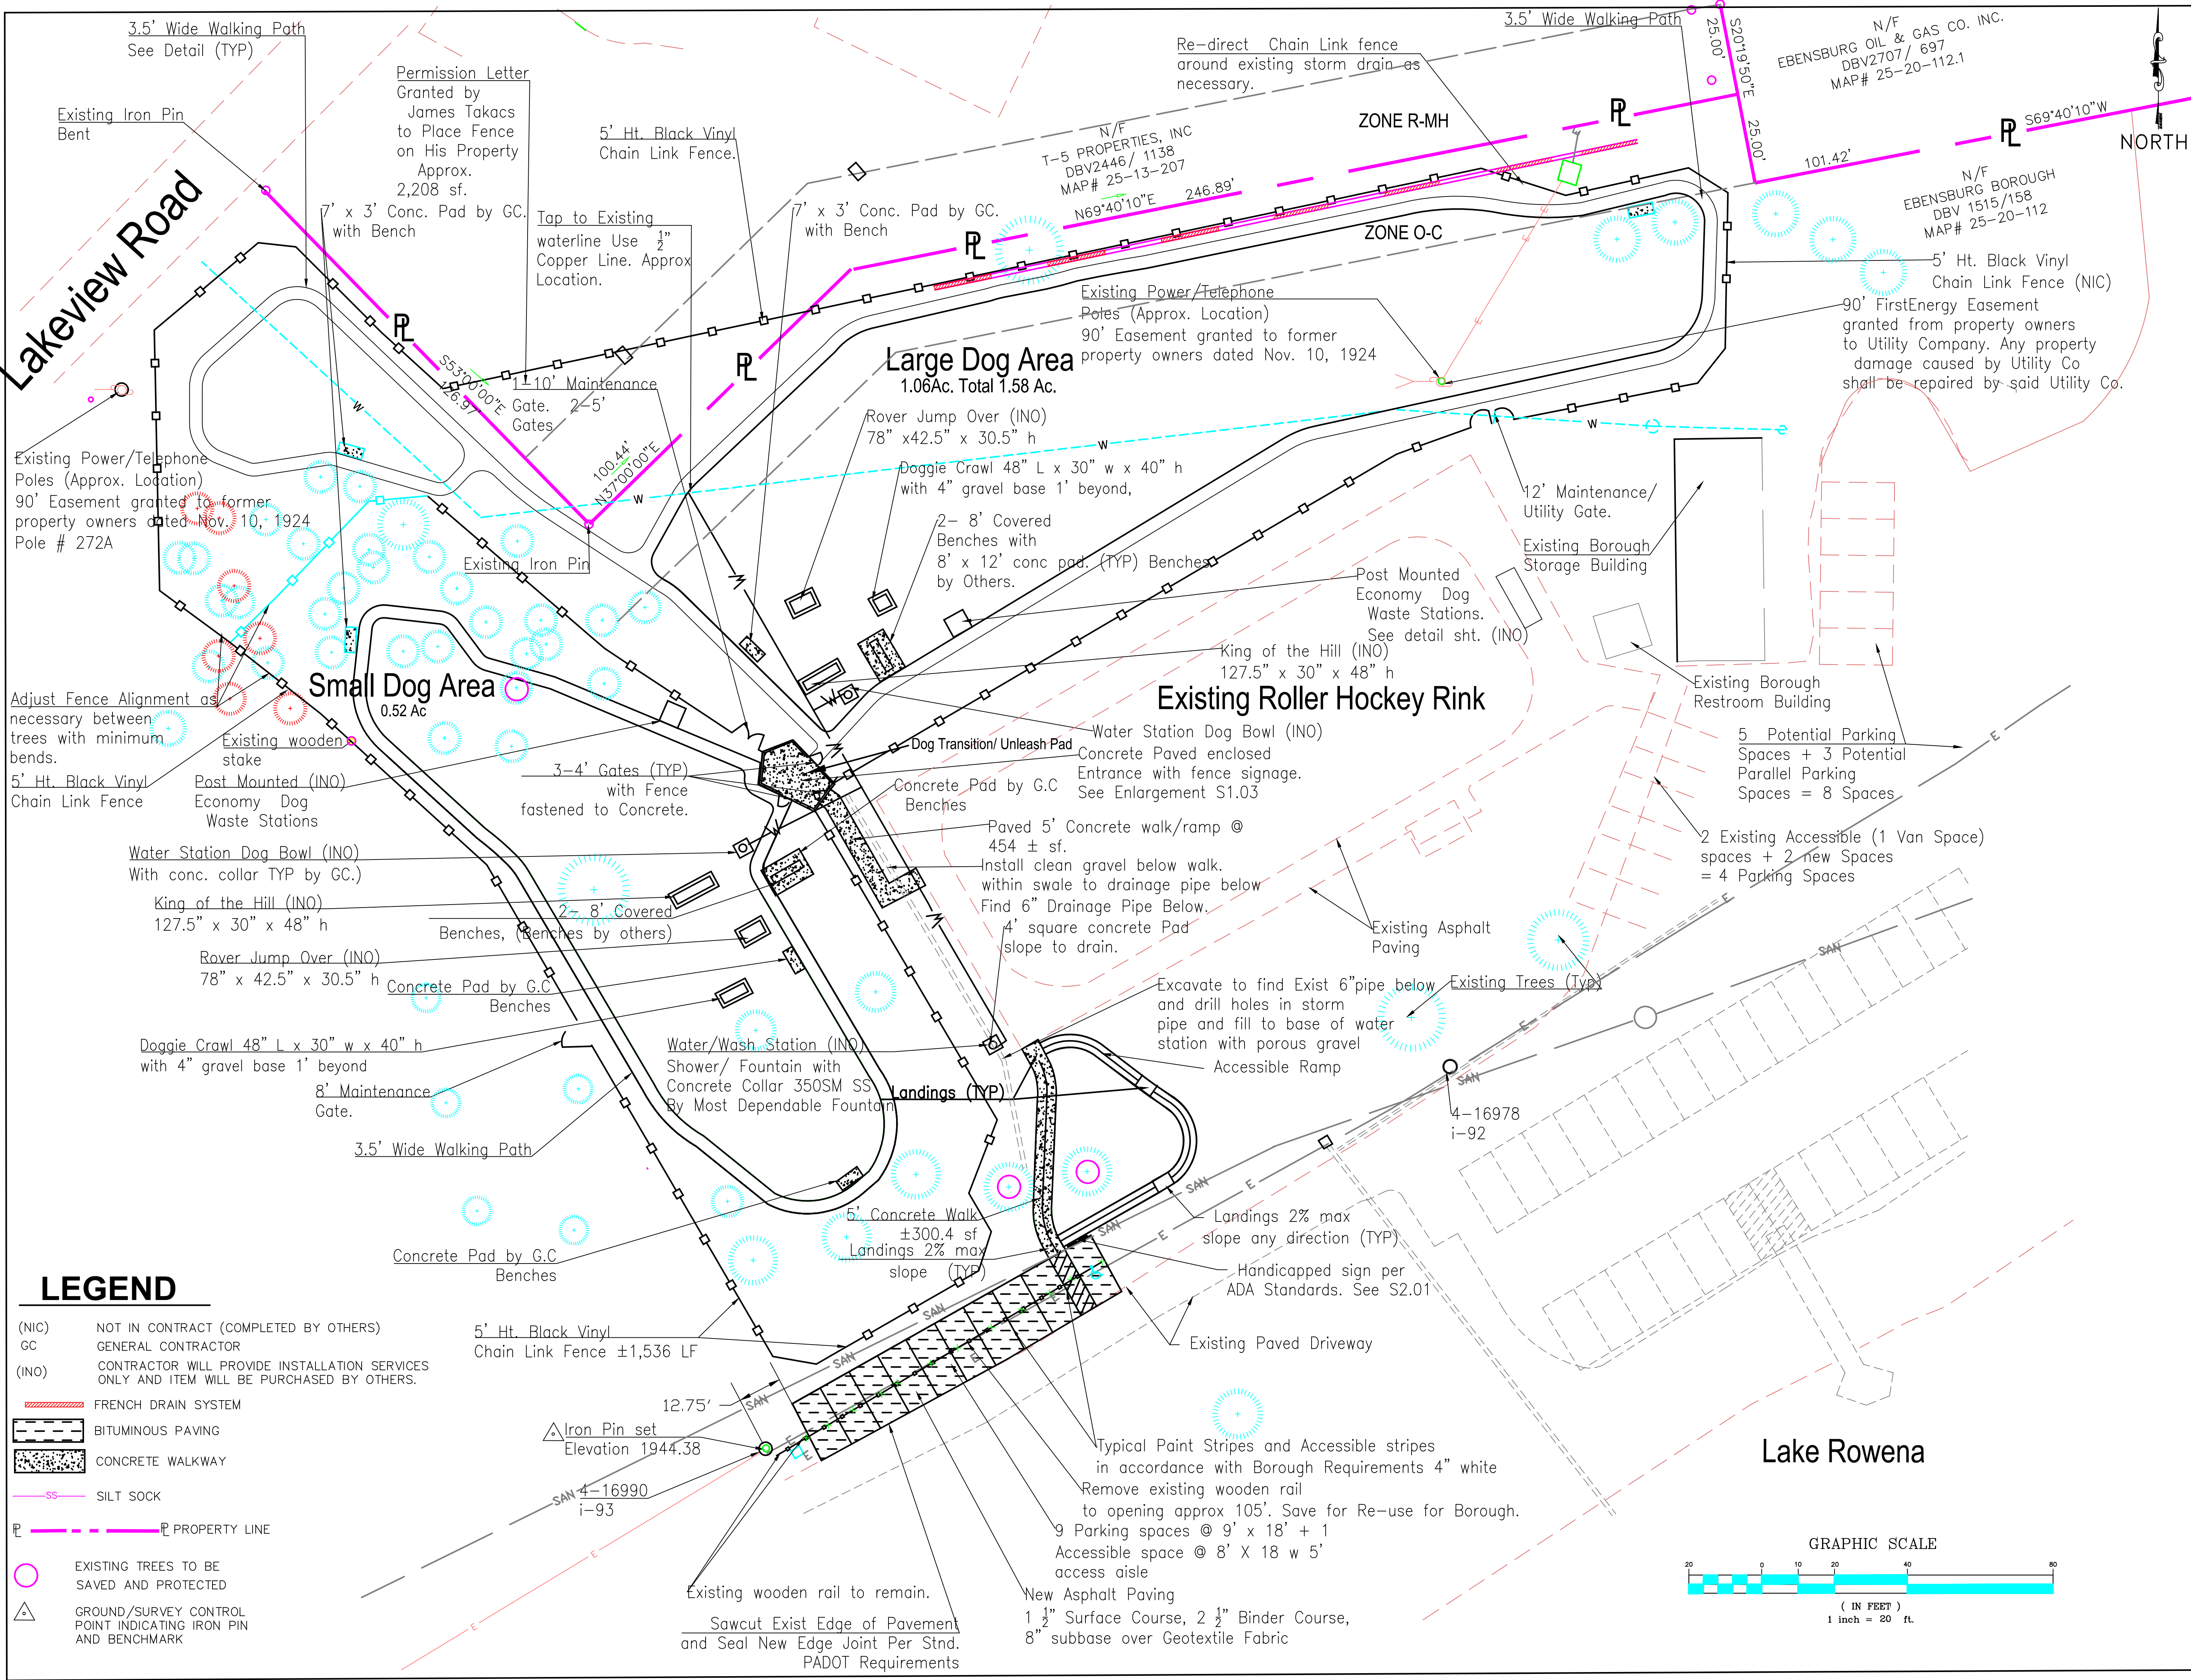 3.5' Wide Walking Path
See Detail (TYP)
Existing Iron Pin
Bent
Permission Letter
Granted by
James Takacs
to Place Fence
on His Property
Approx.
2,208 sf.
5' Ht. Black Vinyl
Chain Link Fence.
7' x 3' Conc. Pad by GC.
with Bench
Tap to Existing
waterline Use 1/2"
Copper Line. Approx
Location.
7' x 3' Conc. Pad by GC.
with Bench
N/F
T-5 PROPERTIES, INC
DBV2446/ 1138
MAP# 25-13-207
N69°40'10"E 246.89'
Re-direct Chain Link fence
around existing storm drain as
necessary.
ZONE R-MH
ZONE O-C
3.5' Wide Walking Path
25.00'
S20°19'50"E
25.00'
N/F
EBENSBURG OIL & GAS CO. INC.
DBV2707/ 697
MAP# 25-20-112.1
S69°40'10"W
101.42'
NORTH
N/F
EBENSBURG BOROUGH
DBV 1515/158
MAP# 25-20-112
5' Ht. Black Vinyl
Chain Link Fence (NIC)
90' FirstEnergy Easement
granted from property owners
to Utility Company. Any property
damage caused by Utility Co
shall be repaired by said Utility Co.
Lakeview Road
S53°00'00"E
126.97'
100.44'
N37°00'00"E
1-10' Maintenance
Gate. 2-5'
Gates
Large Dog Area
1.06Ac. Total 1.58 Ac.
Existing Power/Telephone
Poles (Approx. Location)
90' Easement granted to former
property owners dated Nov. 10, 1924
Rover Jump Over (INO)
78" x42.5" x 30.5" h
Doggie Crawl 48" L x 30" w x 40" h
with 4" gravel base 1' beyond,
2- 8' Covered
Benches with
8' x 12' conc pad. (TYP) Benches
by Others.
Existing Power/Telephone
Poles (Approx. Location)
90' Easement granted to former
property owners dated Nov. 10, 1924
Pole # 272A
Existing Iron Pin
12' Maintenance/
Utility Gate.
Existing Borough
Storage Building
Post Mounted
Economy Dog
Waste Stations.
See detail sht. (INO)
King of the Hill (INO)
127.5" x 30" x 48" h
Existing Roller Hockey Rink
Existing Borough
Restroom Building
5 Potential Parking
Spaces + 3 Potential
Parallel Parking
Spaces = 8 Spaces
2 Existing Accessible (1 Van Space)
spaces + 2 new Spaces
= 4 Parking Spaces
Small Dog Area
0.52 Ac
Adjust Fence Alignment as
necessary between
trees with minimum
bends.
Existing wooden
stake
5' Ht. Black Vinyl
Chain Link Fence
Post Mounted (INO)
Economy Dog
Waste Stations
3-4' Gates (TYP)
with Fence
fastened to Concrete.
Water Station Dog Bowl (INO)
Dog Transition/ Unleash Pad
Concrete Paved enclosed
Entrance with fence signage.
See Enlargement S1.03
Concrete Pad by G.C
Benches
Paved 5' Concrete walk/ramp @
454 ± sf.
Install clean gravel below walk.
within swale to drainage pipe below
Find 6" Drainage Pipe Below.
4' square concrete Pad
slope to drain.
Water Station Dog Bowl (INO)
With conc. collar TYP by GC.)
King of the Hill (INO)
127.5" x 30" x 48" h
2- 8' Covered
Benches, (Benches by others)
Rover Jump Over (INO)
78" x 42.5" x 30.5" h
Concrete Pad by G.C
Benches
Doggie Crawl 48" L x 30" w x 40" h
with 4" gravel base 1' beyond
8' Maintenance
Gate.
3.5' Wide Walking Path
Water/Wash Station (INO)
Shower/ Fountain with
Concrete Collar 350SM SS
By Most Dependable Fountain
Landings (TYP)
Existing Asphalt
Paving
Excavate to find Exist 6"pipe below
and drill holes in storm
pipe and fill to base of water
station with porous gravel
Existing Trees (Typ)
Accessible Ramp
4-16978
i-92
5' Concrete Walk
±300.4 sf
Landings 2% max
slope (TYP)
Landings 2% max
slope any direction (TYP)
Handicapped sign per
ADA Standards. See S2.01
Existing Paved Driveway
Concrete Pad by G.C
Benches
5' Ht. Black Vinyl
Chain Link Fence ±1,536 LF
12.75'
Iron Pin set
Elevation 1944.38
4-16990
i-93
Typical Paint Stripes and Accessible stripes
in accordance with Borough Requirements 4" white
Remove existing wooden rail
to opening approx 105'. Save for Re-use for Borough.
9 Parking spaces @ 9' x 18' + 1
Accessible space @ 8' X 18 w 5'
access aisle
New Asphalt Paving
1 1/2" Surface Course, 2 1/2" Binder Course,
8" subbase over Geotextile Fabric
Existing wooden rail to remain.
Sawcut Exist Edge of Pavement
and Seal New Edge Joint Per Stnd.
PADOT Requirements
Lake Rowena
LEGEND
(NIC) NOT IN CONTRACT (COMPLETED BY OTHERS)
GC GENERAL CONTRACTOR
(INO) CONTRACTOR WILL PROVIDE INSTALLATION SERVICES
ONLY AND ITEM WILL BE PURCHASED BY OTHERS.
FRENCH DRAIN SYSTEM
BITUMINOUS PAVING
CONCRETE WALKWAY
SS SILT SOCK
PL PL PROPERTY LINE
EXISTING TREES TO BE
SAVED AND PROTECTED
GROUND/SURVEY CONTROL
POINT INDICATING IRON PIN
AND BENCHMARK
GRAPHIC SCALE
20 0 10 20 40 80
( IN FEET )
1 inch = 20 ft.